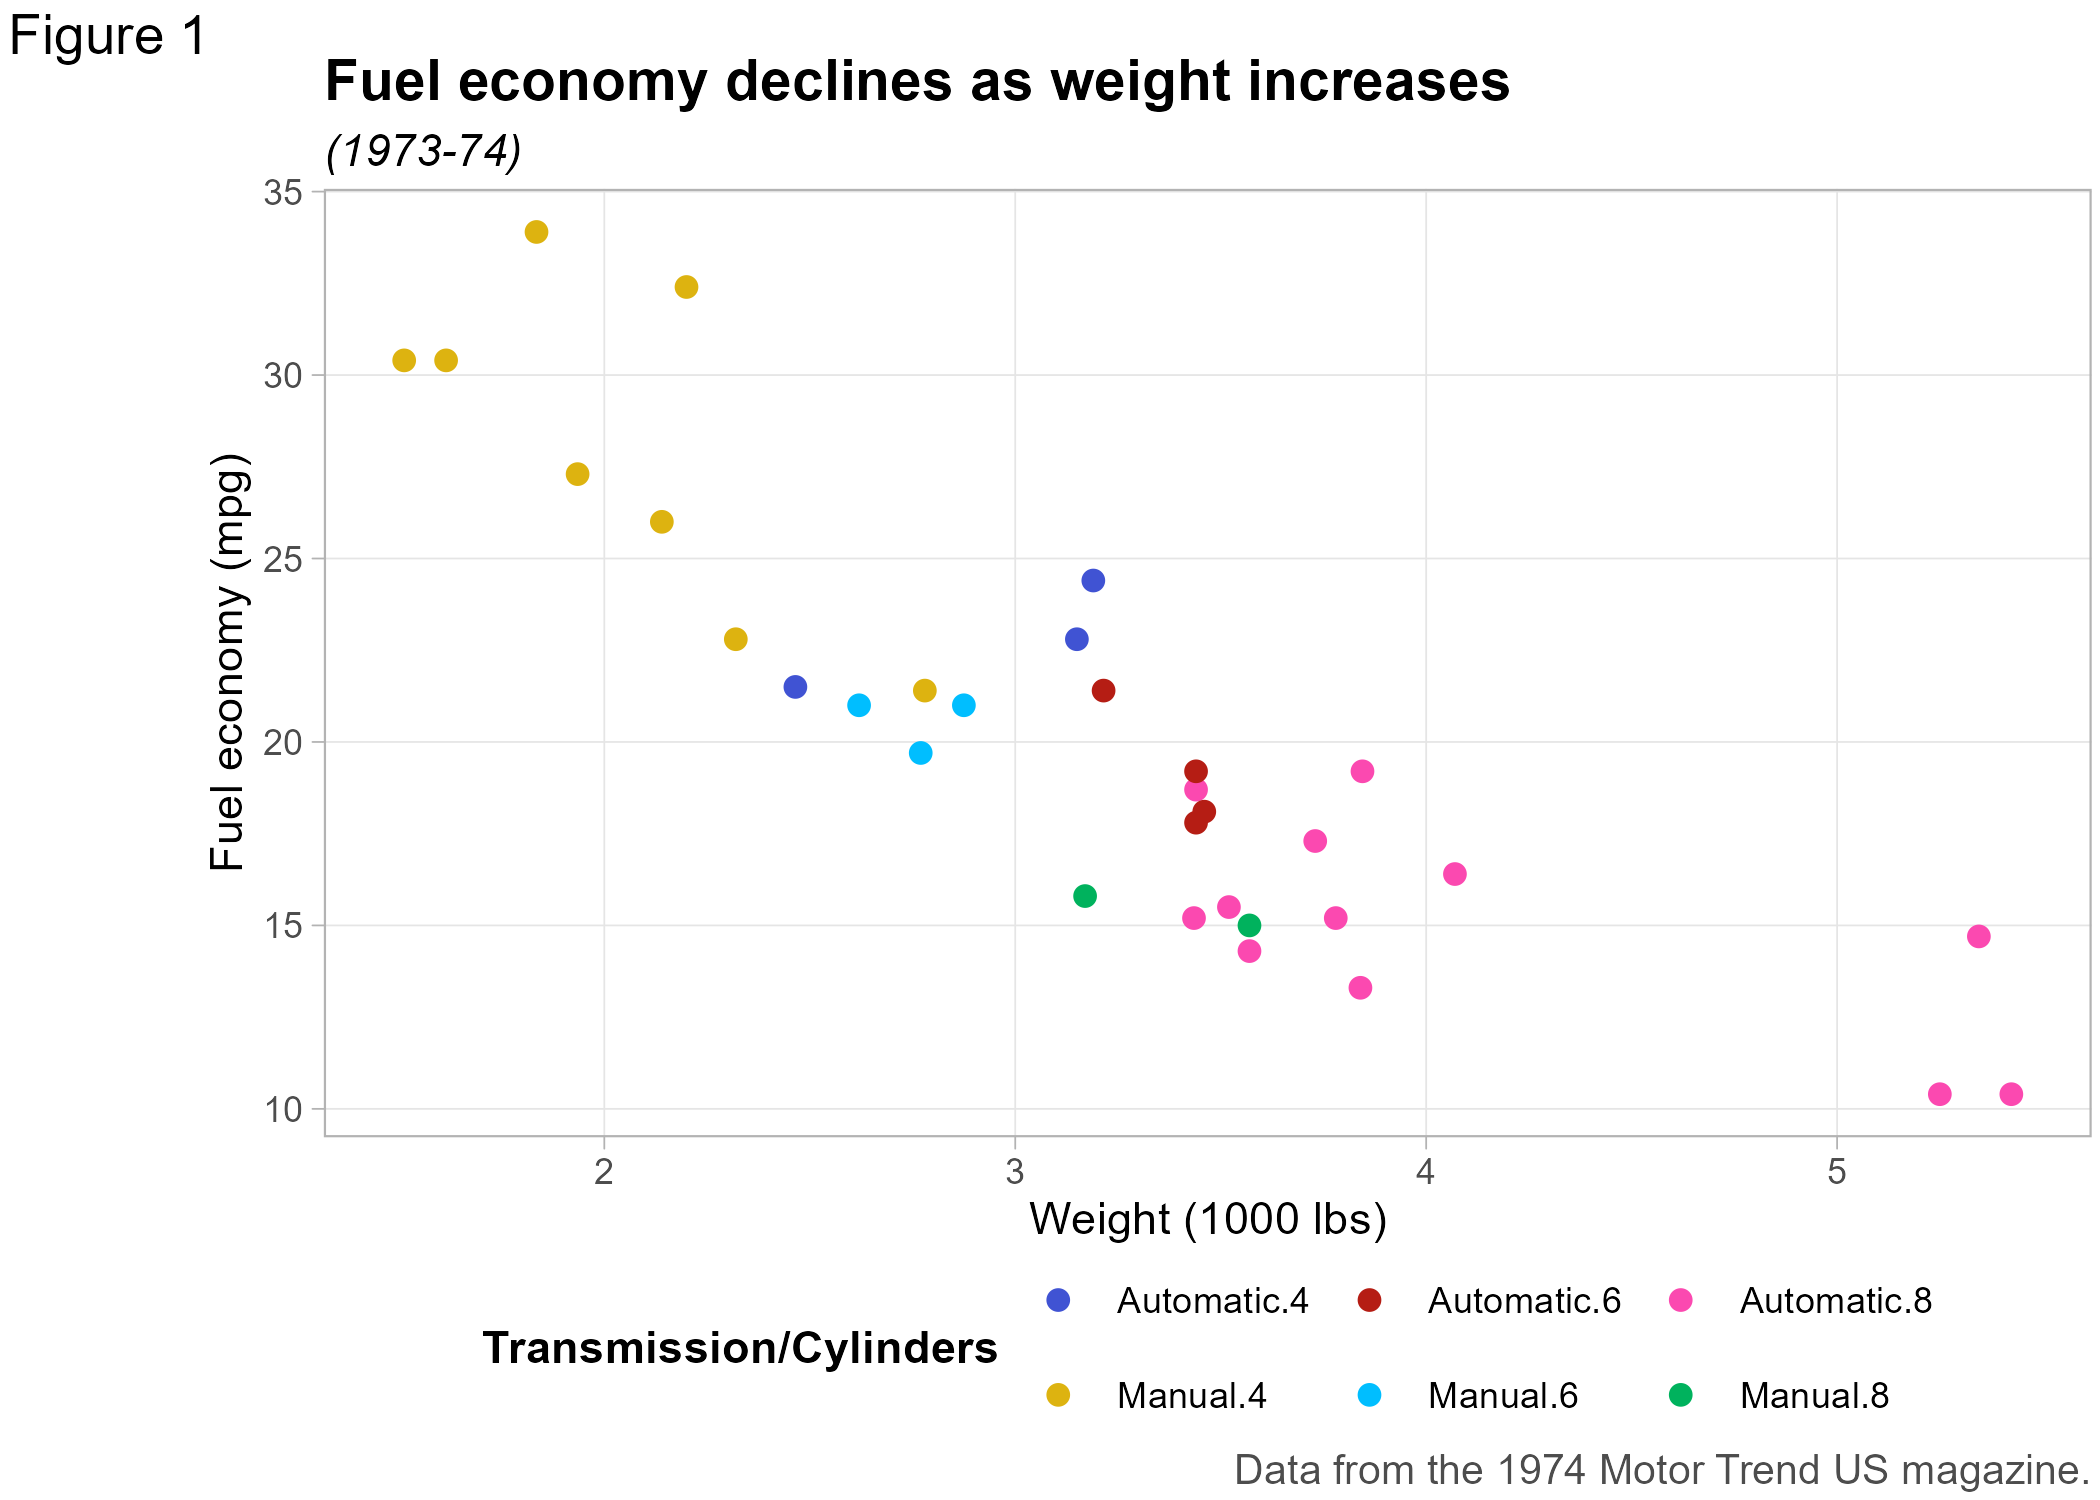 Figure 1
Fuel economy declines as weight increases
(1973-74)
35
30
25
20
15
10
Fuel economy (mpg)
2 3 4 5
Weight (1000 lbs)
Transmission/Cylinders
Automatic.4 Automatic.6 Automatic.8
Manual.4 Manual.6 Manual.8
Data from the 1974 Motor Trend US magazine.